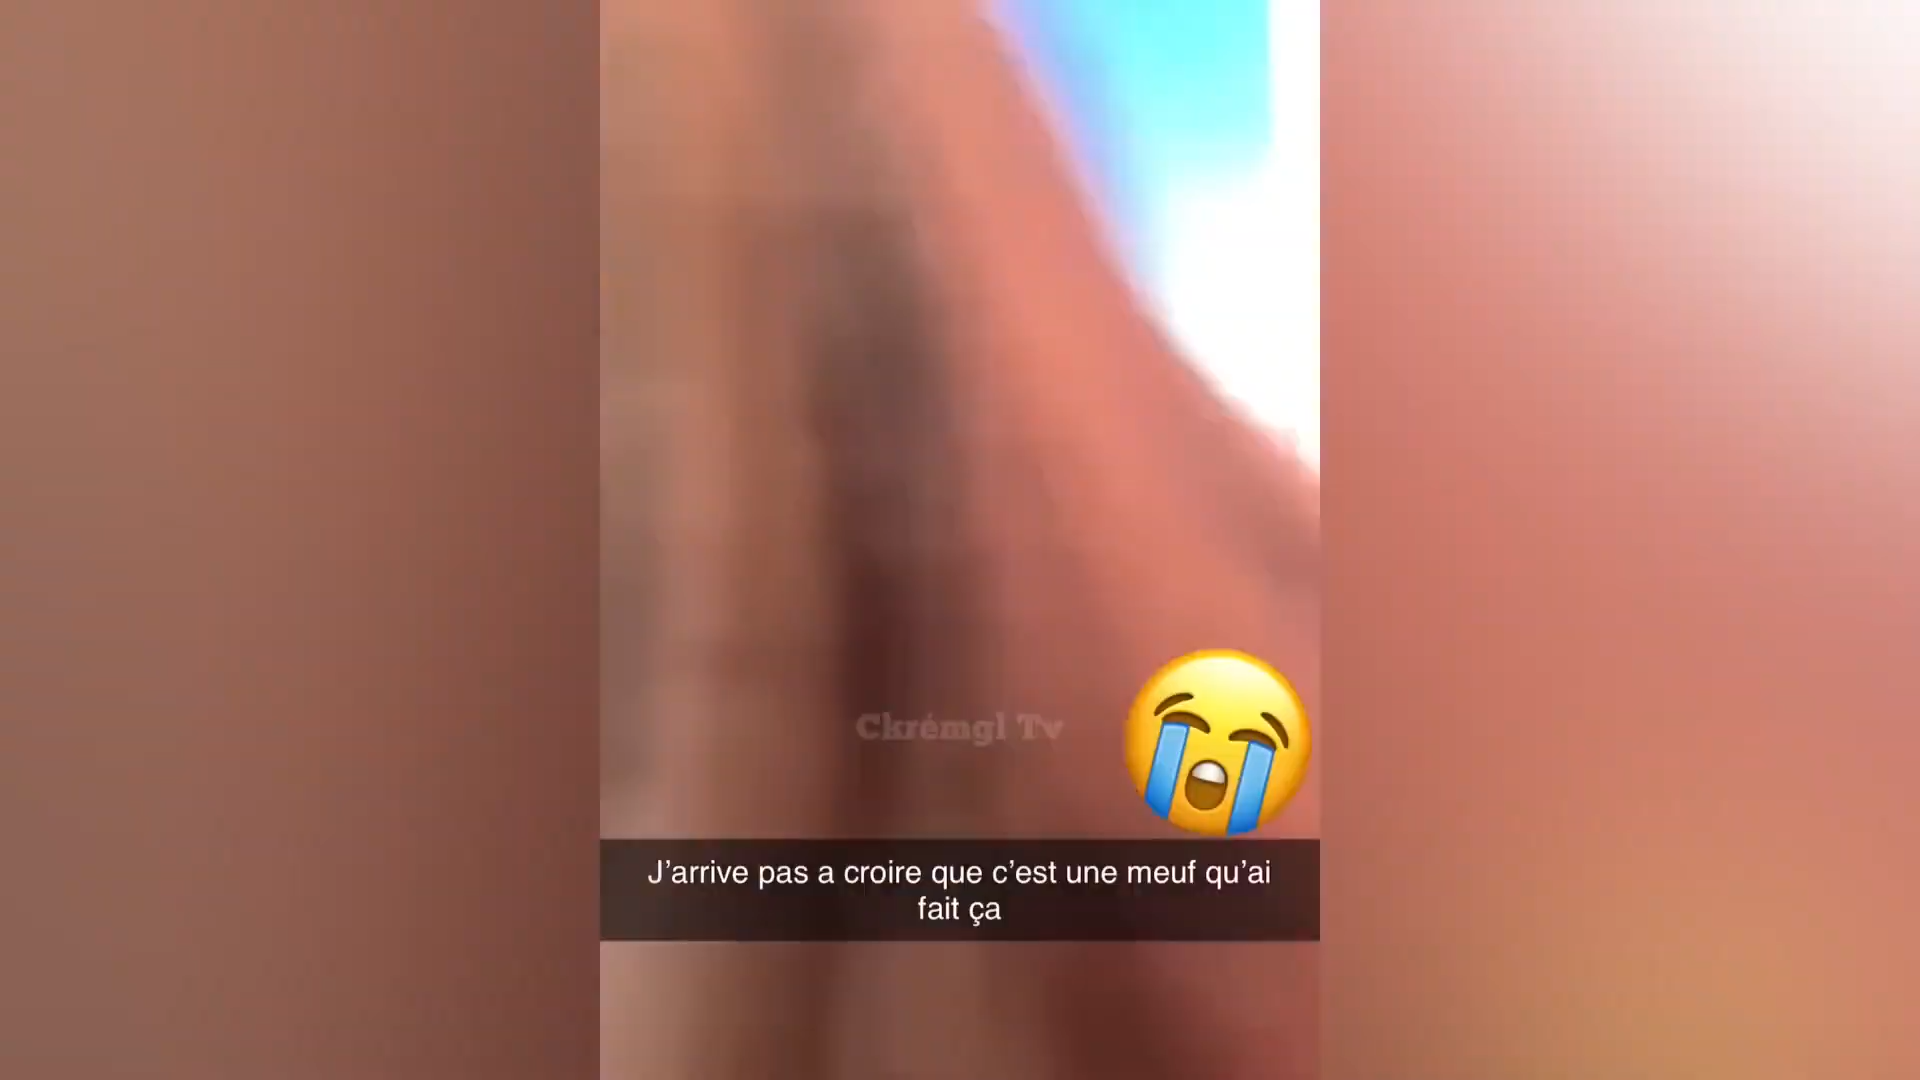 Ckrémgl Tv
J’arrive pas a croire que c’est une meuf qu’ai
fait ça